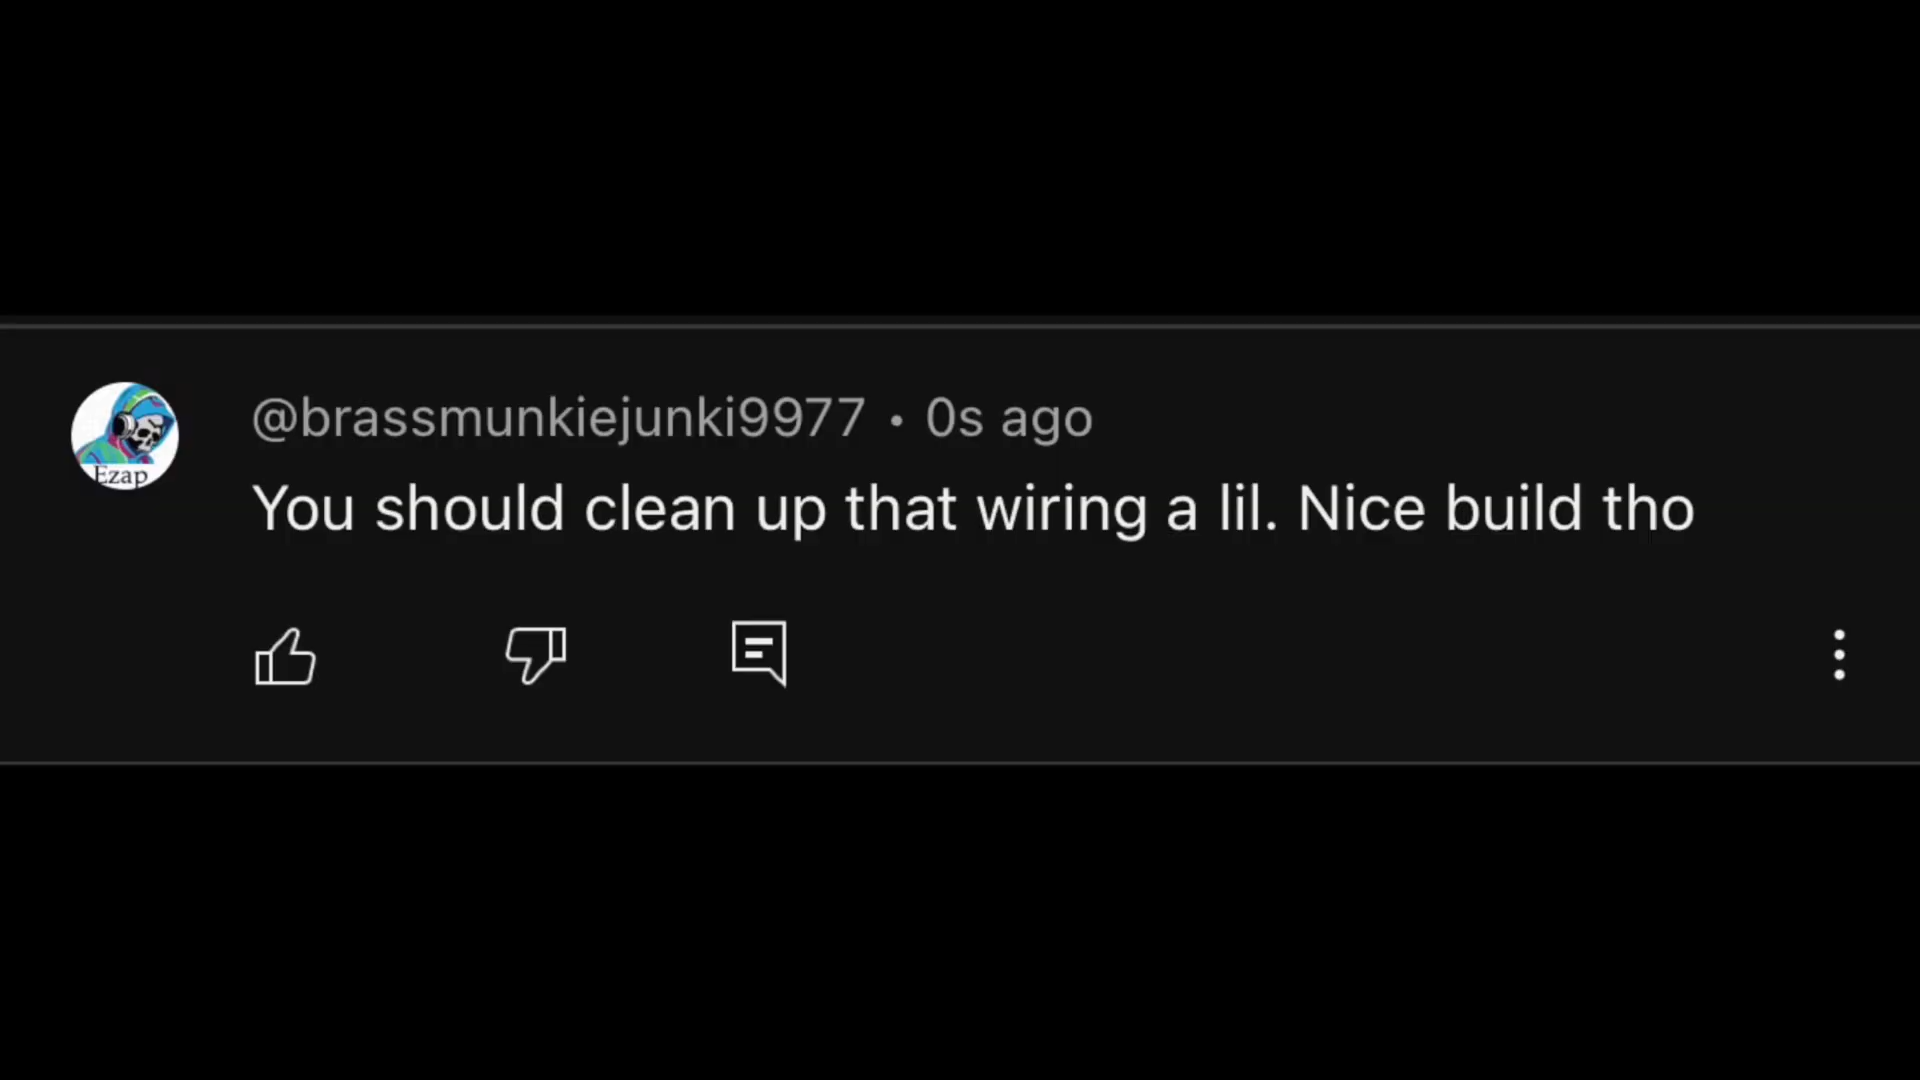 @brassmunkiejunki9977 • 0s ago
Ezap
You should clean up that wiring a lil. Nice build tho